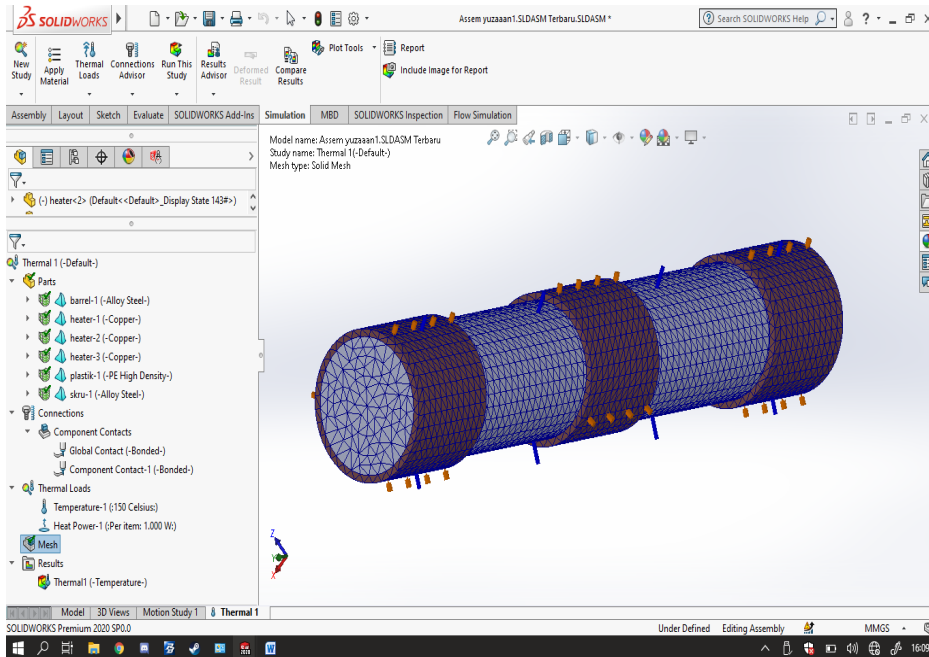 SOLIDWORKS
Assem yuzaaan1.SLDASM Terbaru.SLDASM *
Search SOLIDWORKS Help
New Study
Apply Material
Thermal Loads
Connections Advisor
Run This Study
Results Advisor
Deformed Result
Compare Results
Plot Tools
Report
Include Image for Report
Assembly Layout Sketch Evaluate SOLIDWORKS Add-Ins Simulation MBD SOLIDWORKS Inspection Flow Simulation
Model name: Assem yuzaaan1.SLDASM Terbaru
Study name: Thermal 1(-Default-)
Mesh type: Solid Mesh
(-) heater<2> (Default<<Default>_Display State 143#>)
Thermal 1 (-Default-)
Parts
barrel-1 (-Alloy Steel-)
heater-1 (-Copper-)
heater-2 (-Copper-)
heater-3 (-Copper-)
plastik-1 (-PE High Density-)
skru-1 (-Alloy Steel-)
Connections
Component Contacts
Global Contact (-Bonded-)
Component Contact-1 (-Bonded-)
Thermal Loads
Temperature-1 (:150 Celsius:)
Heat Power-1 (:Per item: 1.000 W:)
Mesh
Results
Thermal1 (-Temperature-)
Z
Y
X
Model 3D Views Motion Study 1 Thermal 1
SOLIDWORKS Premium 2020 SP0.0
Under Defined Editing Assembly MMGS
16:09